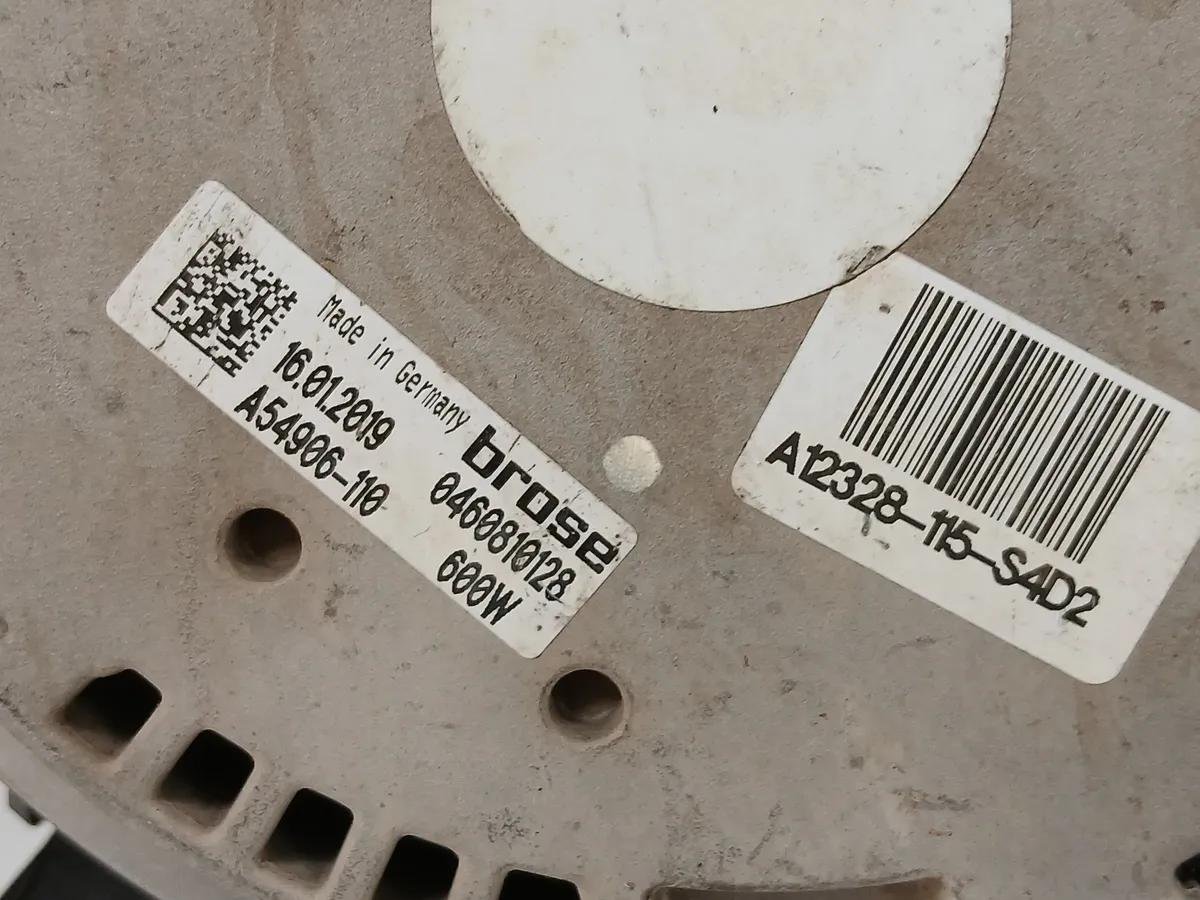 Made in Germany
16.01.2019
A54906-110
brose
0460810128
600W
A12328-115-S4D2